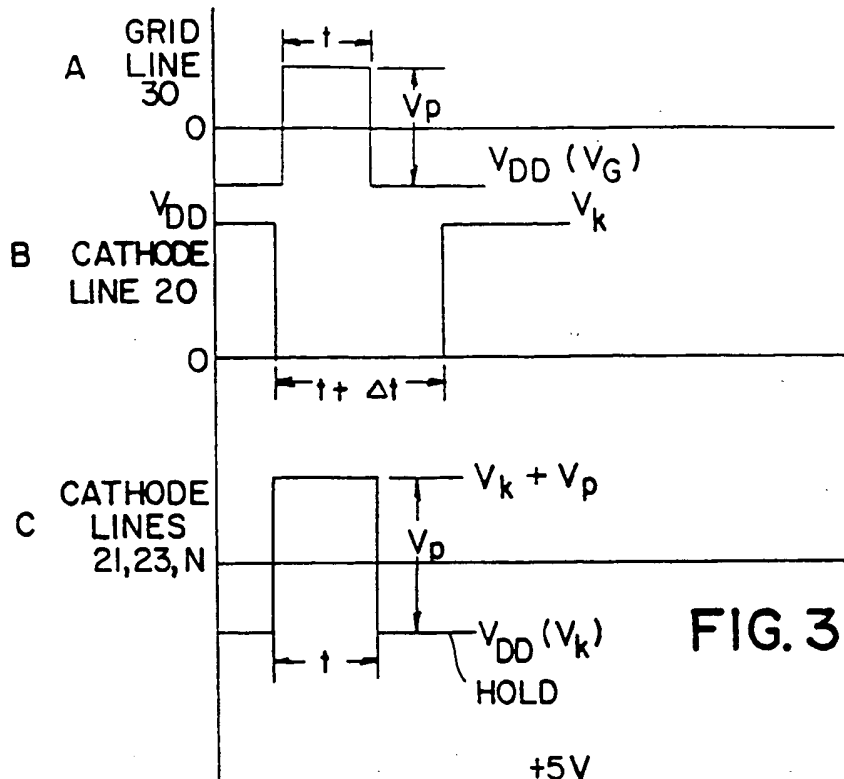 A GRID LINE 30
t
Vp
0
VDD (VG)
VDD
Vk
B CATHODE LINE 20
0
t + Δt
C CATHODE LINES 21,23,N
Vk + Vp
Vp
VDD (Vk)
t
HOLD
FIG. 3
+5V